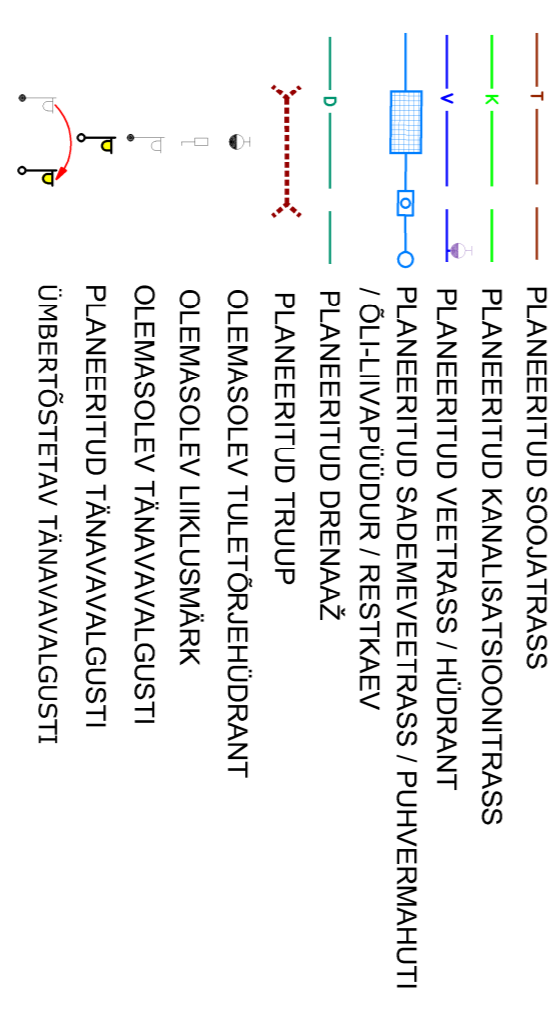 T PLANEERITUD SOOJATRASS
K PLANEERITUD KANALISATSIOONITRASS
V PLANEERITUD VEETRASS / HÜDRANT
PLANEERITUD SADEMEVEETRASS / PUHVERMAHUTI
/ ÕLI-LIIVAPÜÜDUR / RESTKAEV
D PLANEERITUD DRENAAŽ
PLANEERITUD TRUUP
OLEMASOLEV TULETÕRJEHÜDRANT
OLEMASOLEV LIIKLUSMÄRK
OLEMASOLEV TÄNAVAVALGUSTI
PLANEERITUD TÄNAVAVALGUSTI
ÜMBERTÕSTETAV TÄNAVAVALGUSTI